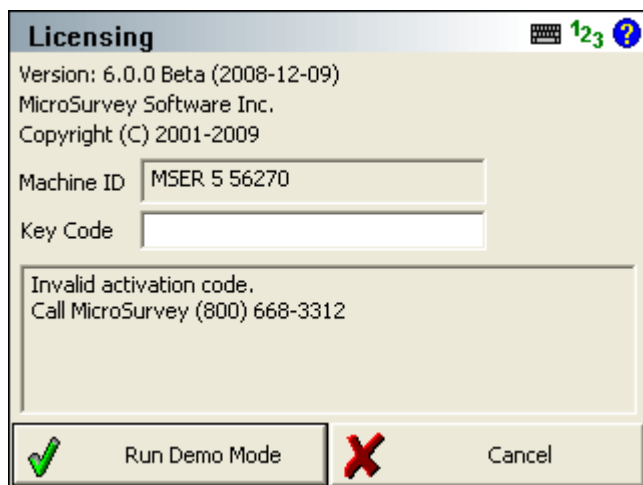 Licensing 123 ?
Version: 6.0.0 Beta (2008-12-09)
MicroSurvey Software Inc.
Copyright (C) 2001-2009
Machine ID MSER 5 56270
Key Code
Invalid activation code.
Call MicroSurvey (800) 668-3312
Run Demo Mode Cancel